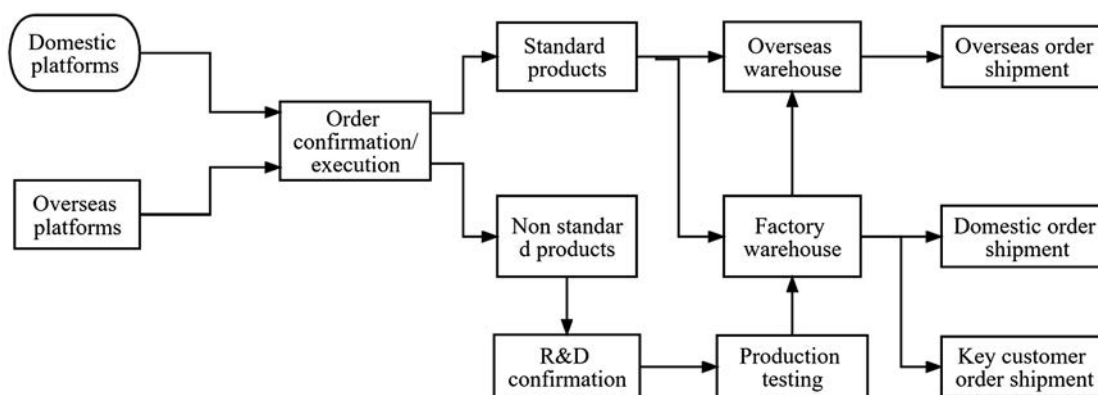 Domestic
platforms
Overseas
platforms
Order
confirmation/
execution
Standard
products
Non standar
d products
R&D
confirmation
Overseas
warehouse
Factory
warehouse
Production
testing
Overseas order
shipment
Domestic order
shipment
Key customer
order shipment